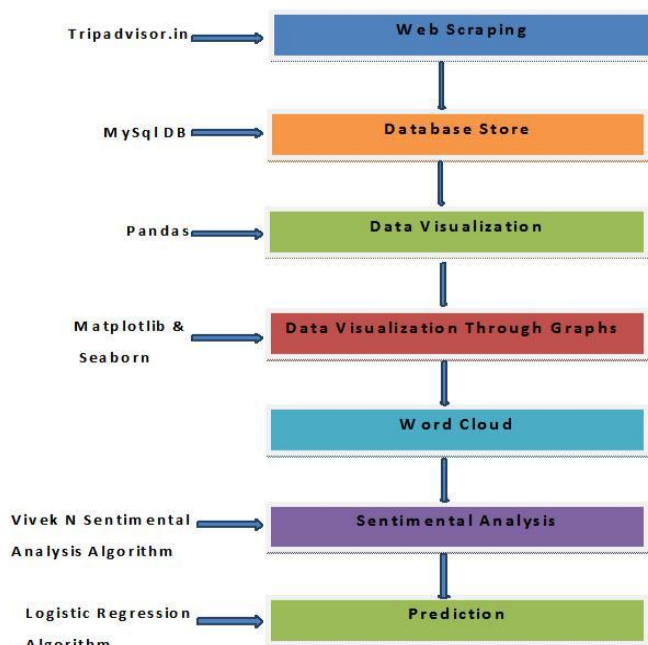 Tripadvisor.in
Web Scraping
MySql DB
Database Store
Pandas
Data Visualization
Matplotlib &
Seaborn
Data Visualization Through Graphs
Word Cloud
Vivek N Sentimental
Analysis Algorithm
Sentimental Analysis
Logistic Regression
Algorithm
Prediction